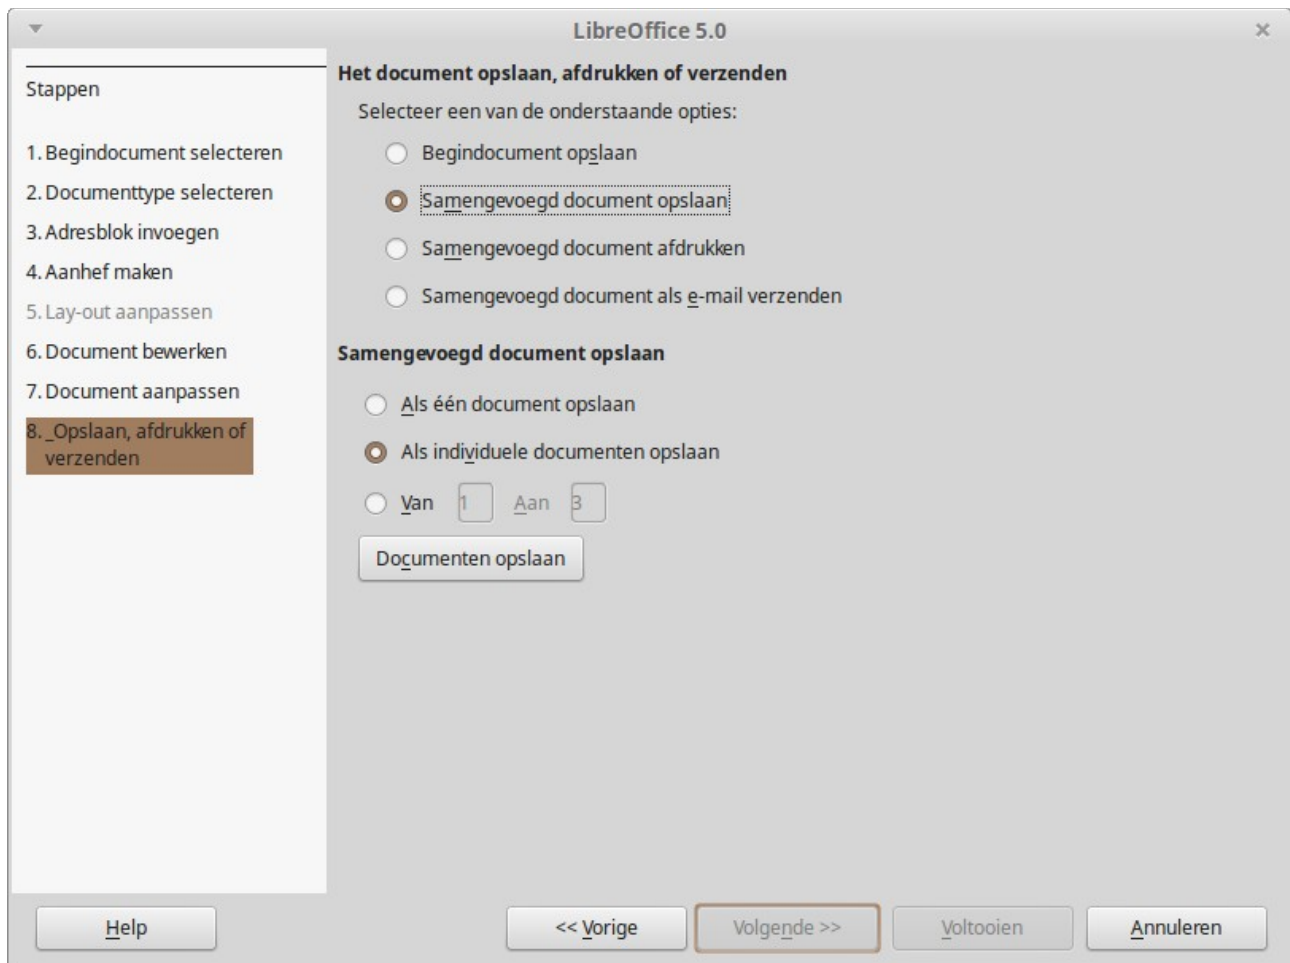 LibreOffice 5.0
Stappen
1. Begindocument selecteren
2. Documenttype selecteren
3. Adresblok invoegen
4. Aanhef maken
5. Lay-out aanpassen
6. Document bewerken
7. Document aanpassen
8. _Opslaan, afdrukken of
verzenden
Het document opslaan, afdrukken of verzenden
Selecteer een van de onderstaande opties:
Begindocument opslaan
Samengevoegd document opslaan
Samengevoegd document afdrukken
Samengevoegd document als e-mail verzenden
Samengevoegd document opslaan
Als één document opslaan
Als individuele documenten opslaan
Van 1 Aan 3
Documenten opslaan
Help << Vorige Volgende >> Voltooien Annuleren